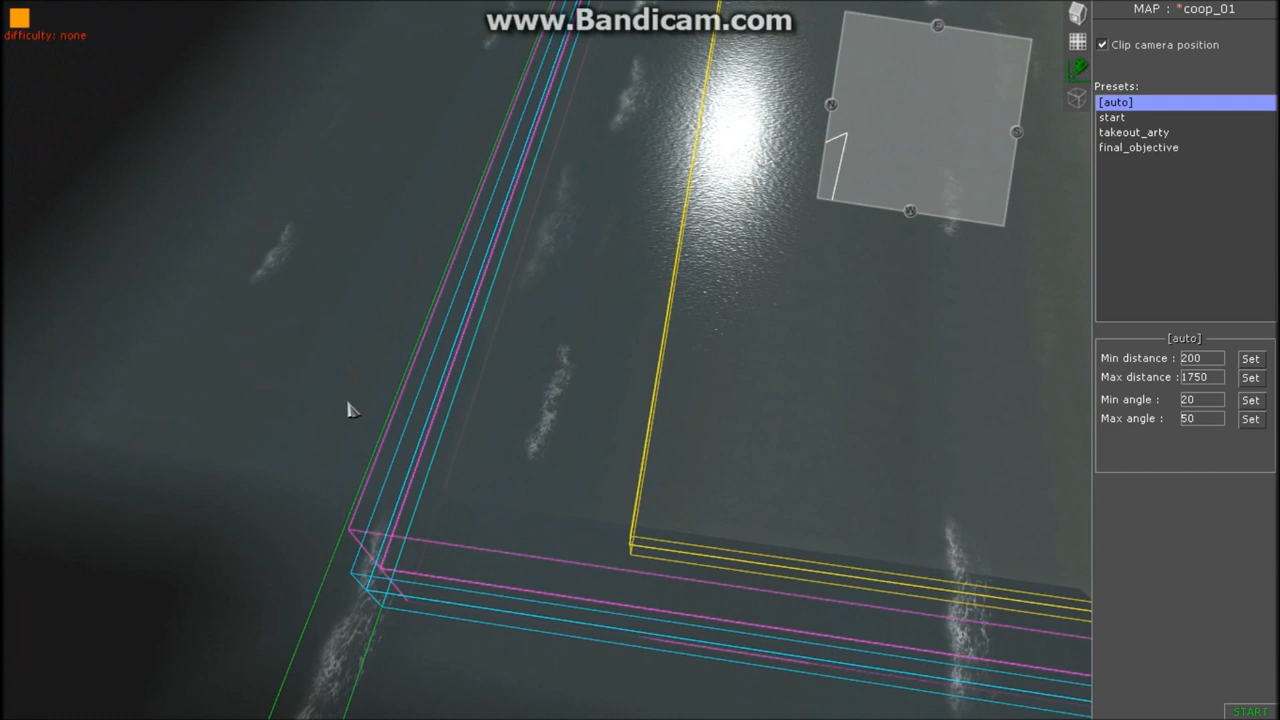 www.Bandicam.com
difficulty: none
MAP : *coop_01
Clip camera position
Presets:
[auto]
start
takeout_arty
final_objective
[auto]
Min distance : 200 Set
Max distance : 1750 Set
Min angle : 20 Set
Max angle : 50 Set
E
N
S
W
START